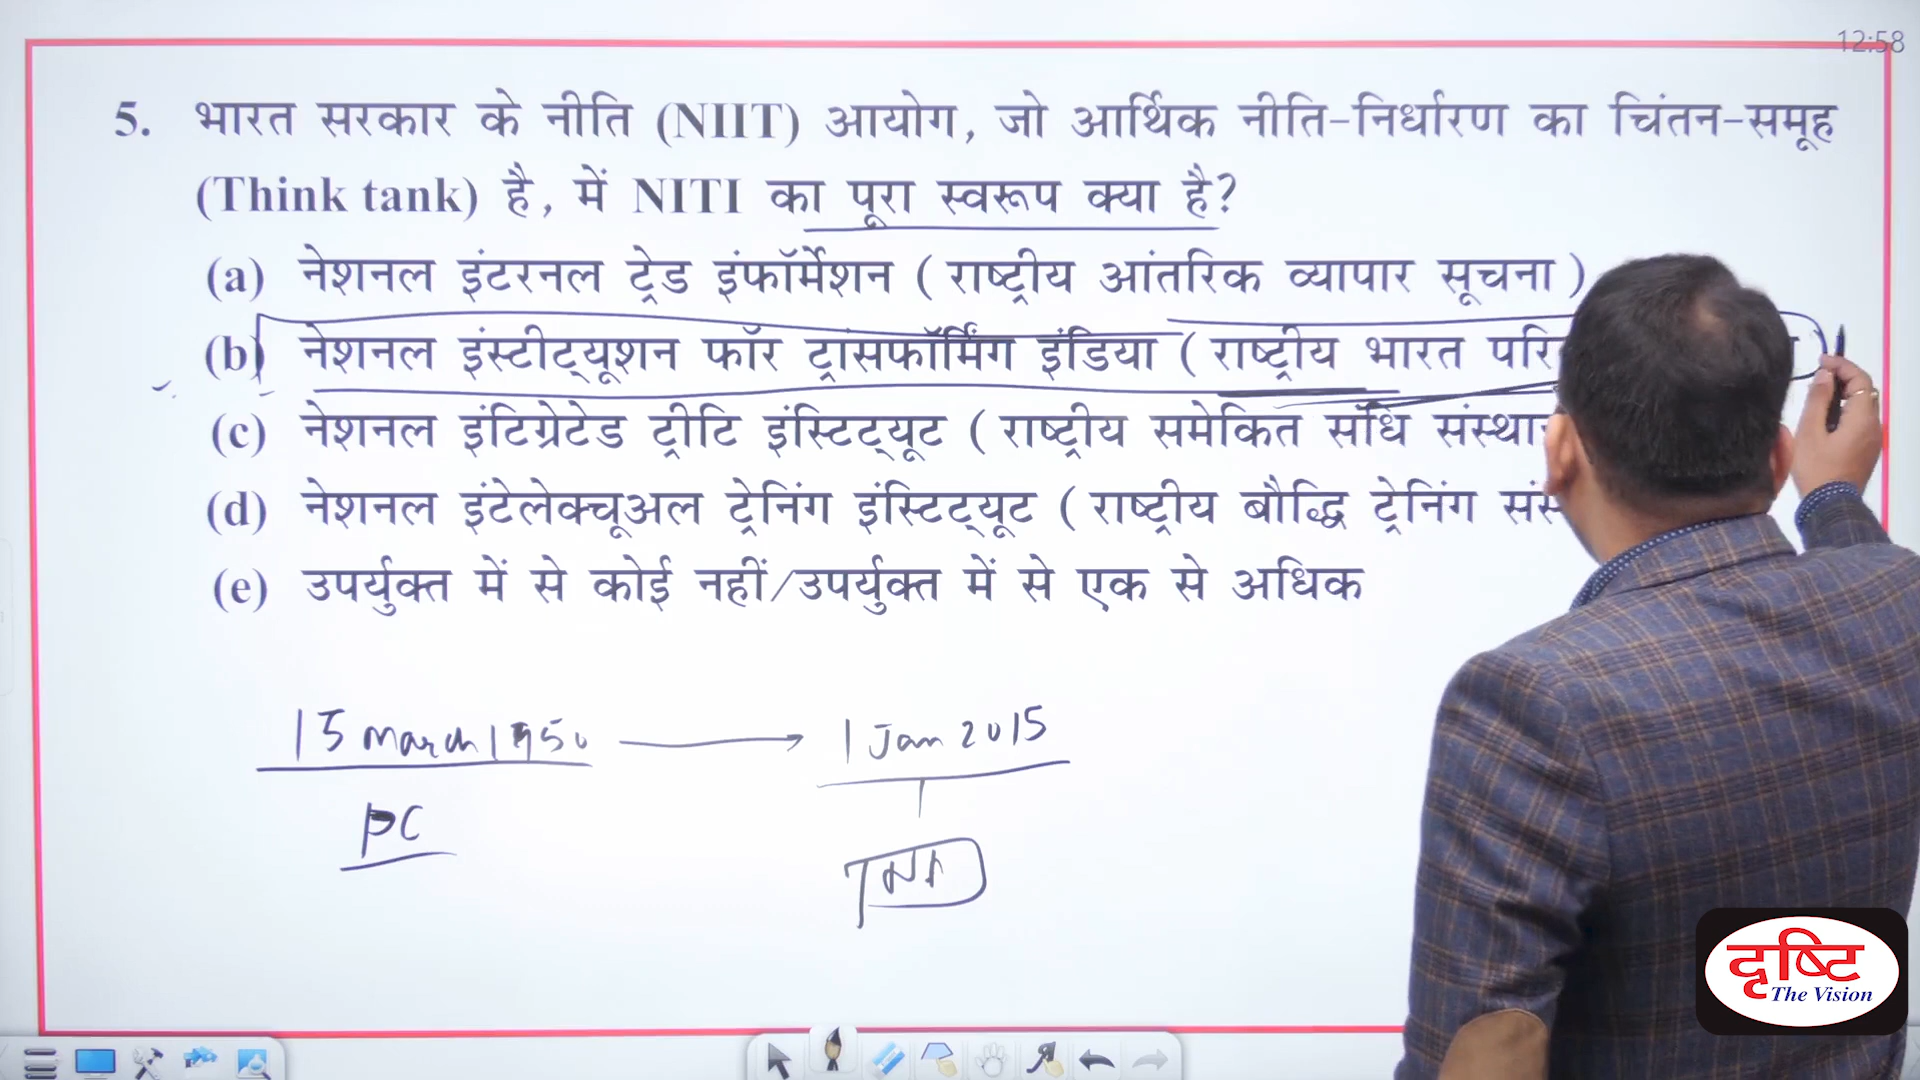 12:58
5. भारत सरकार के नीति (NIIT) आयोग, जो आर्थिक नीति-निर्धारण का चिंतन-समूह
(Think tank) है, में NITI का पूरा स्वरूप क्या है?
(a) नेशनल इंटरनल ट्रेड इंफॉर्मेशन (राष्ट्रीय आंतरिक व्यापार सूचना)
(b) नेशनल इंस्टीट्यूशन फॉर ट्रांसफॉर्मिंग इंडिया (राष्ट्रीय भारत
(c) नेशनल इंटिग्रेटेड ट्रीटि इंस्टिट्यूट (राष्ट्रीय समेकित संधि
(d) नेशनल इंटेलेक्चूअल ट्रेनिंग इंस्टिट्यूट (राष्ट्रीय बौद्धि ट्रेनिंग
(e) उपर्युक्त में से कोई नहीं/उपर्युक्त में से एक से अधिक
15 March 1950 1 Jan 2015
PC
दृष्टि
The Vision